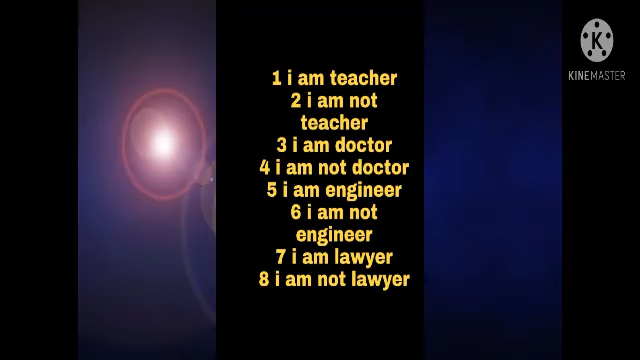 1 i am teacher
2 i am not
teacher
3 i am doctor
4 i am not doctor
5 i am engineer
6 i am not
engineer
7 i am lawyer
8 i am not lawyer
K
KINEMASTER